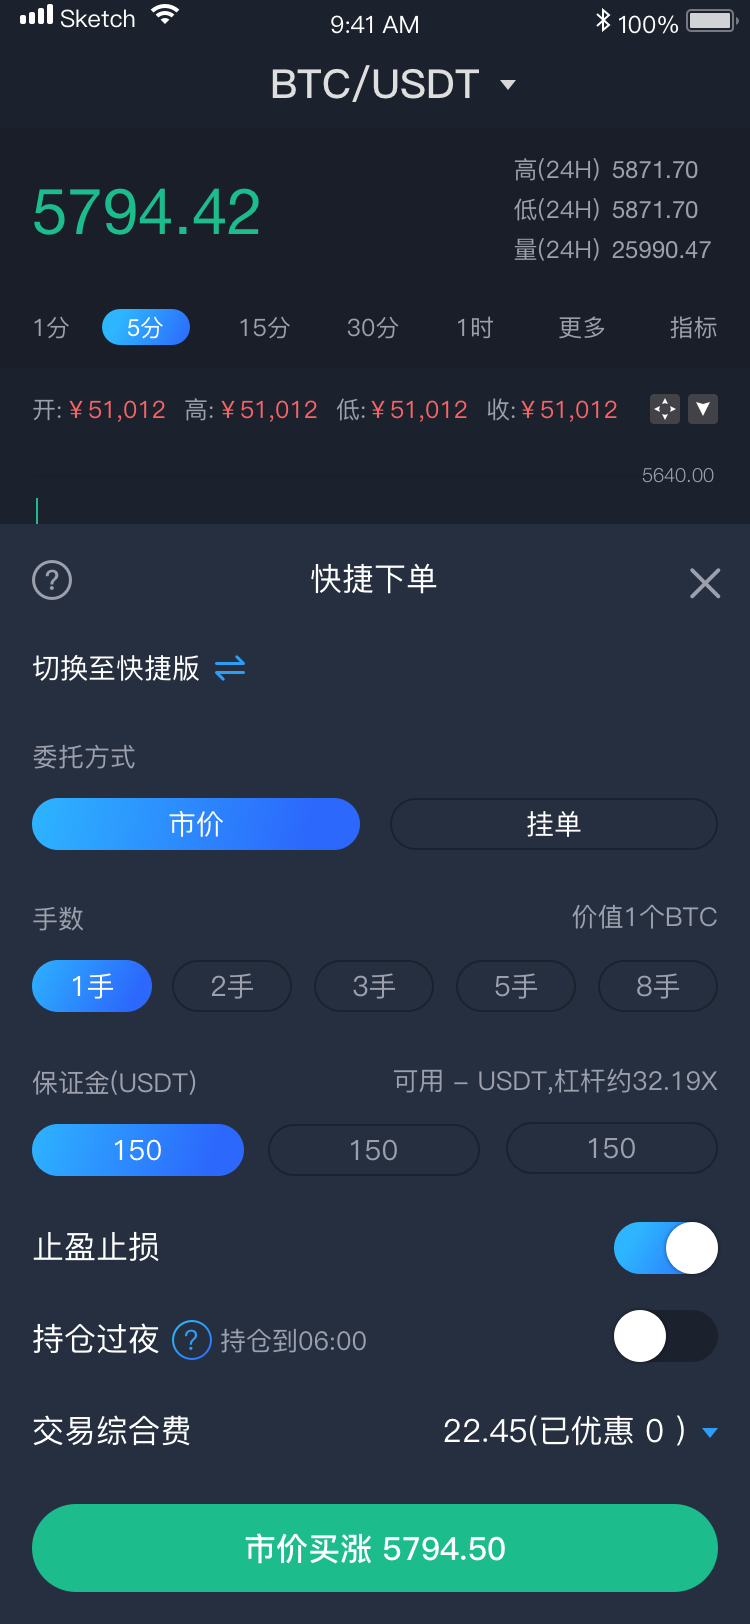 Sketch 9:41 AM 100%
BTC/USDT
高(24H) 5871.70
5794.42
低(24H) 5871.70
量(24H) 25990.47
1分 5分 15分 30分 1时 更多 指标
开:￥51,012 高:￥51,012 低:￥51,012 收:￥51,012
5640.00
? 快捷下单
切换至快捷版
委托方式
市价 挂单
手数 价值1个BTC
1手 2手 3手 5手 8手
保证金(USDT) 可用 – USDT,杠杆约32.19X
150 150 150
止盈止损
持仓过夜 ? 持仓到06:00
交易综合费 22.45(已优惠 0 )
市价买涨 5794.50